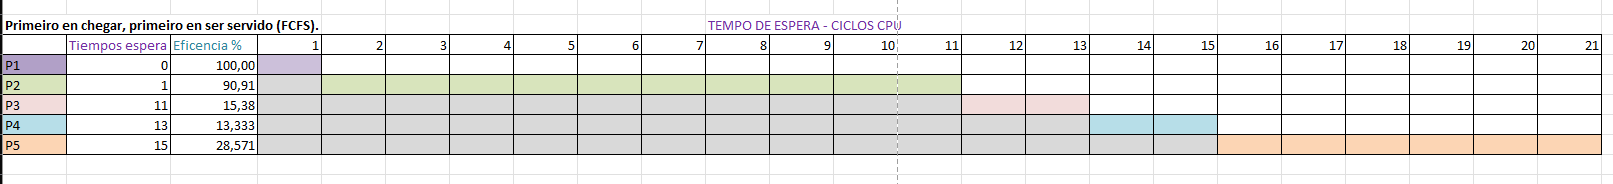 Primeiro en chegar, primeiro en ser servido (FCFS). TEMPO DE ESPERA - CICLOS CPU
Tiempos espera Eficencia % 1 2 3 4 5 6 7 8 9 10 11 12 13 14 15 16 17 18 19 20 21
P1 0 100,00
P2 1 90,91
P3 11 15,38
P4 13 13,333
P5 15 28,571